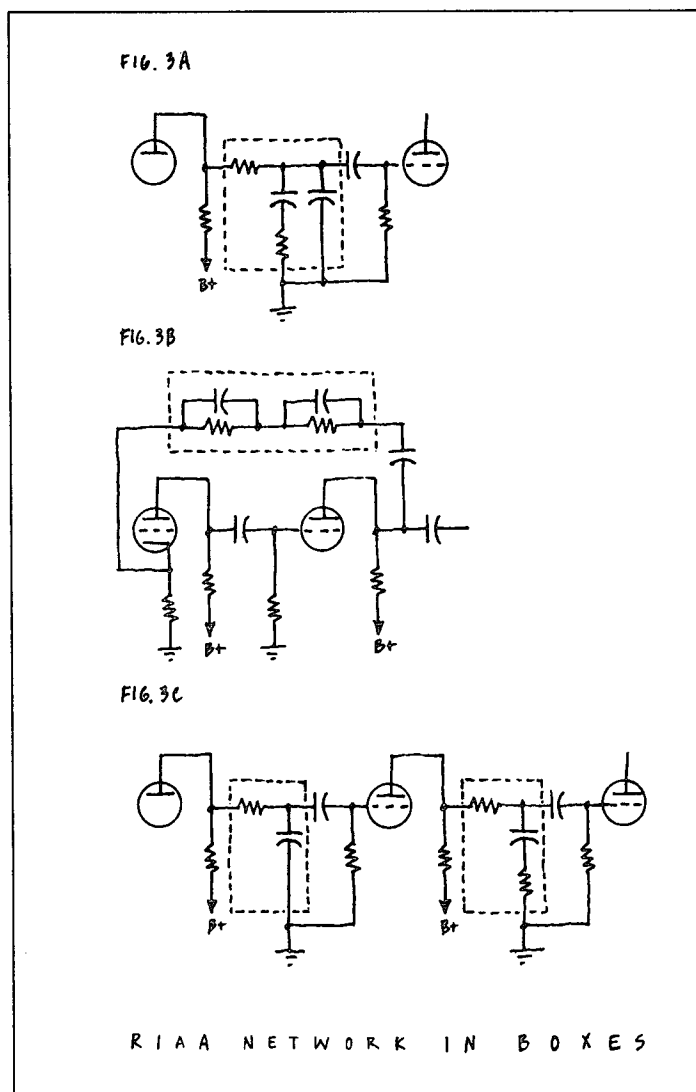 FIG. 3A
B+
FIG. 3B
B+
B+
FIG. 3C
B+
B+
RIAA NETWORK IN BOXES